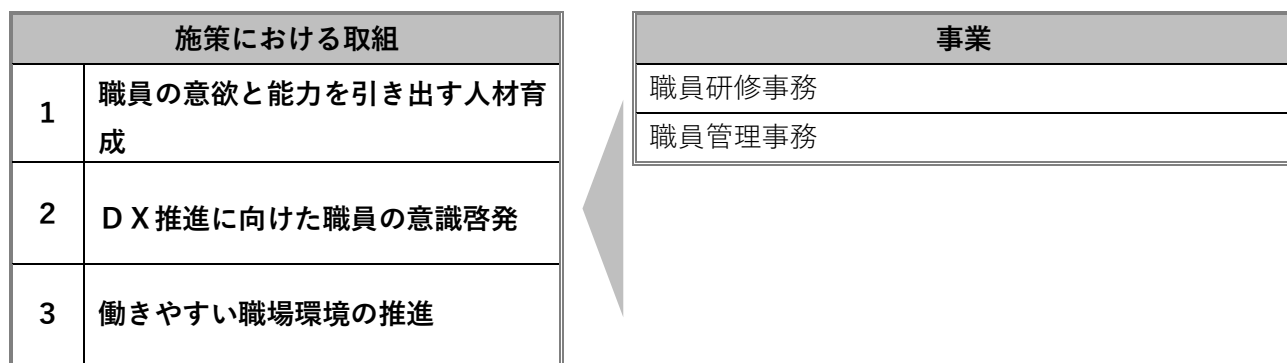 施策における取組
1
職員の意欲と能力を引き出す人材育
成
2
ＤＸ推進に向けた職員の意識啓発
3
働きやすい職場環境の推進
事業
職員研修事務
職員管理事務